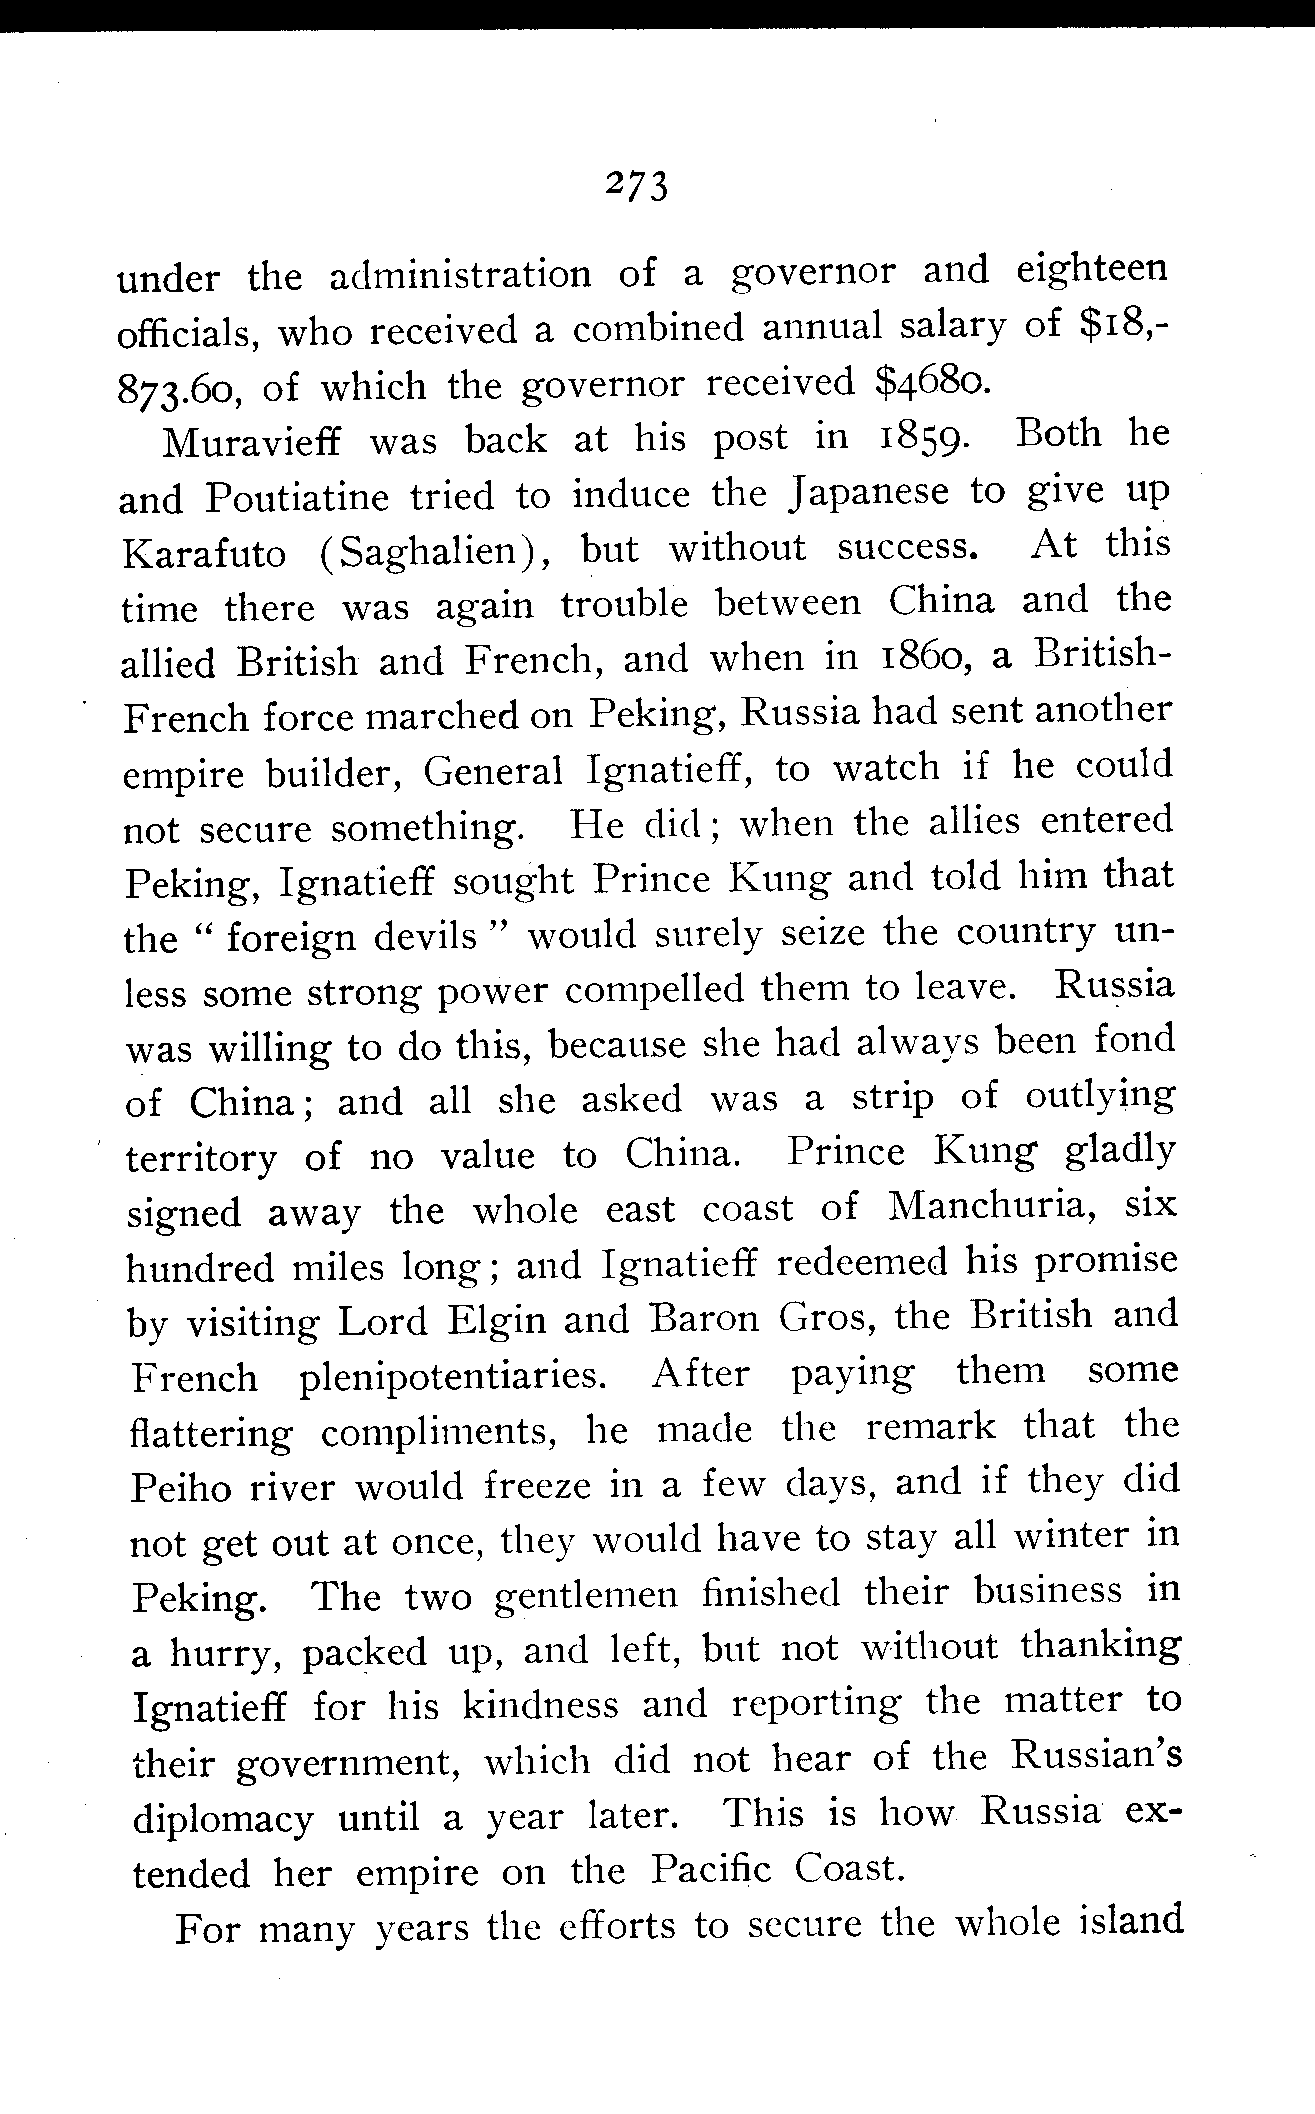 273
under the administration of a governor and eighteen
officials, who received a combined annual salary of $18,-
873.60, of which the governor received $4680.
Muravieff was back at his post in 1859. Both he
and Poutiatine tried to induce the Japanese to give up
Karafuto (Saghalien), but without success. At this
time there was again trouble between China and the
allied British and French, and when in 1860, a British-
French force marched on Peking, Russia had sent another
empire builder, General Ignatieff, to watch if he could
not secure something. He did; when the allies entered
Peking, Ignatieff sought Prince Kung and told him that
the " foreign devils " would surely seize the country un-
less some strong power compelled them to leave. Russia
was willing to do this, because she had always been fond
of China; and all she asked was a strip of outlying
territory of no value to China. Prince Kung gladly
signed away the whole east coast of Manchuria, six
hundred miles long; and Ignatieff redeemed his promise
by visiting Lord Elgin and Baron Gros, the British and
French plenipotentiaries. After paying them some
flattering compliments, he made the remark that the
Peiho river would freeze in a few days, and if they did
not get out at once, they would have to stay all winter in
Peking. The two gentlemen finished their business in
a hurry, packed up, and left, but not without thanking
Ignatieff for his kindness and reporting the matter to
their government, which did not hear of the Russian's
diplomacy until a year later. This is how Russia ex-
tended her empire on the Pacific Coast.
For many years the efforts to secure the whole island